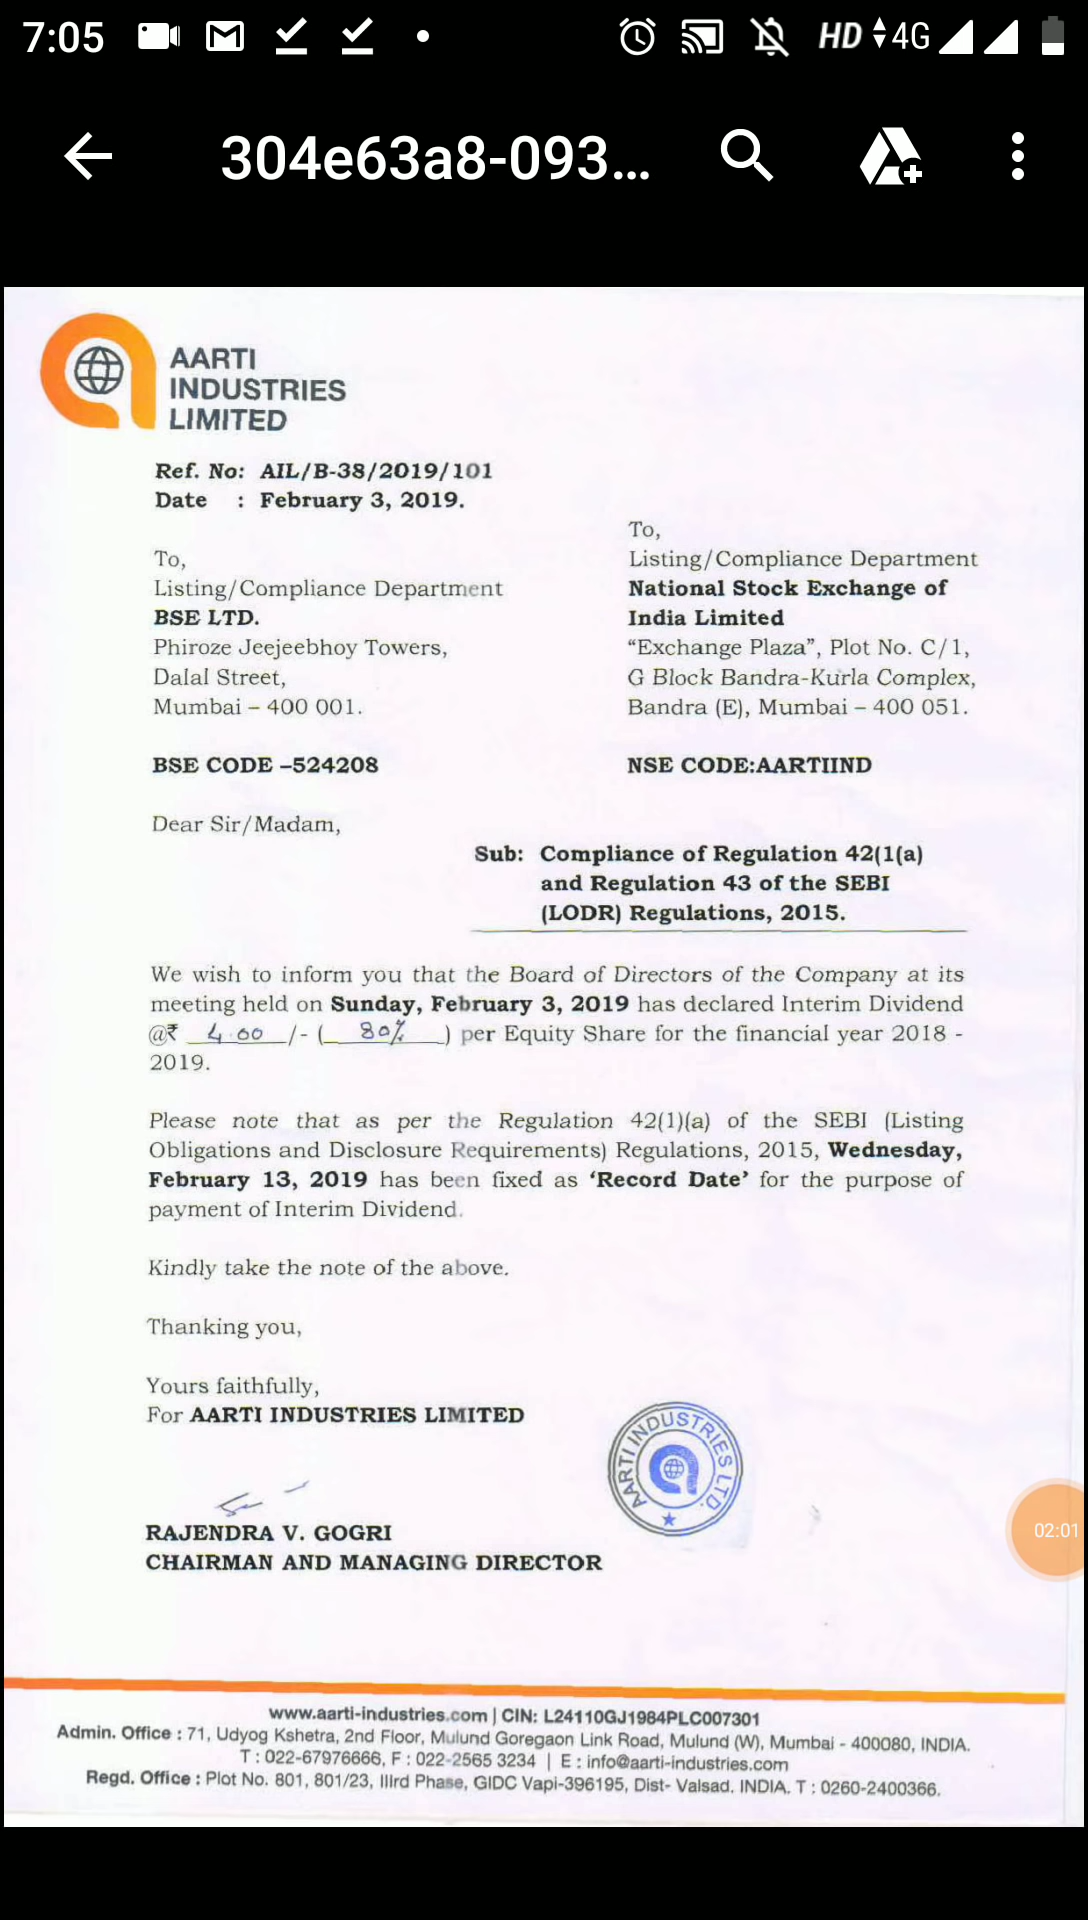 7:05
HD 4G
304e63a8-093...
AARTI
INDUSTRIES
LIMITED
Ref. No: AIL/B-38/2019/101
Date : February 3, 2019.
To,
Listing/Compliance Department
BSE LTD.
Phiroze Jeejeebhoy Towers,
Dalal Street,
Mumbai – 400 001.
BSE CODE –524208
To,
Listing/Compliance Department
National Stock Exchange of
India Limited
“Exchange Plaza”, Plot No. C/1,
G Block Bandra-Kurla Complex,
Bandra (E), Mumbai – 400 051.
NSE CODE:AARTIIND
Dear Sir/Madam,
Sub: Compliance of Regulation 42(1(a)
and Regulation 43 of the SEBI
(LODR) Regulations, 2015.
We wish to inform you that the Board of Directors of the Company at its
meeting held on Sunday, February 3, 2019 has declared Interim Dividend
@₹ 4.00 /- ( 80% ) per Equity Share for the financial year 2018 -
2019.
Please note that as per the Regulation 42(1)(a) of the SEBI (Listing
Obligations and Disclosure Requirements) Regulations, 2015, Wednesday,
February 13, 2019 has been fixed as ‘Record Date’ for the purpose of
payment of Interim Dividend.
Kindly take the note of the above.
Thanking you,
Yours faithfully,
For AARTI INDUSTRIES LIMITED
AARTI INDUSTRIES LTD.
RAJENDRA V. GOGRI
CHAIRMAN AND MANAGING DIRECTOR
02:01
www.aarti-industries.com | CIN: L24110GJ1984PLC007301
Admin. Office : 71, Udyog Kshetra, 2nd Floor, Mulund Goregaon Link Road, Mulund (W), Mumbai - 400080, INDIA.
T : 022-67976666, F : 022-2565 3234 | E : info@aarti-industries.com
Regd. Office : Plot No. 801, 801/23, IIIrd Phase, GIDC Vapi-396195, Dist- Valsad. INDIA. T : 0260-2400366.